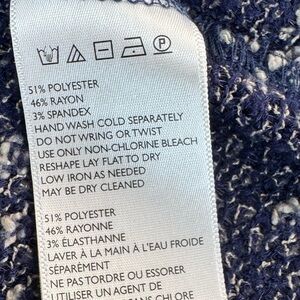 P
51% POLYESTER
46% RAYON
3% SPANDEX
HAND WASH COLD SEPARATELY
DO NOT WRING OR TWIST
USE ONLY NON-CHLORINE BLEACH
RESHAPE LAY FLAT TO DRY
LOW IRON AS NEEDED
MAY BE DRY CLEANED
51% POLYESTER
46% RAYONNE
3% ÉLASTHANNE
LAVER À LA MAIN À L'EAU FROIDE
SÉPARÉMENT
NE PAS TORDRE OU ESSORER
UTILISER UN AGENT DE
SANS CHLORE